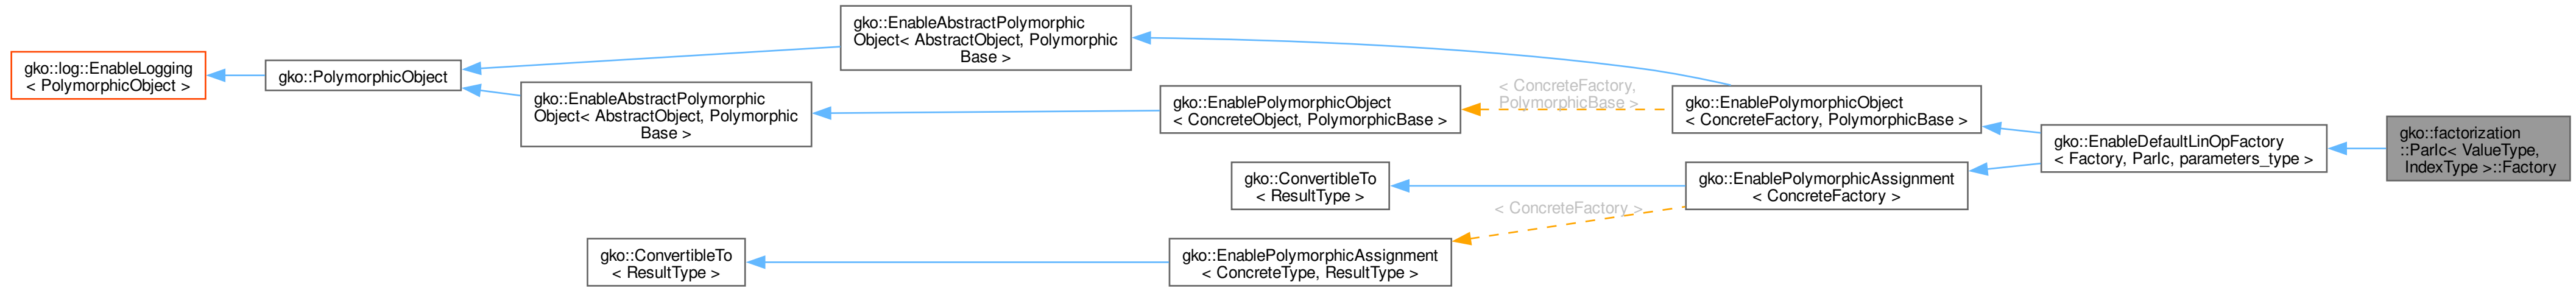 gko::log::EnableLogging
< PolymorphicObject >
gko::PolymorphicObject
gko::EnableAbstractPolymorphic
Object< AbstractObject, Polymorphic
Base >
gko::EnableAbstractPolymorphic
Object< AbstractObject, Polymorphic
Base >
gko::EnablePolymorphicObject
< ConcreteObject, PolymorphicBase >
< ConcreteFactory,
PolymorphicBase >
gko::EnablePolymorphicObject
< ConcreteFactory, PolymorphicBase >
gko::ConvertibleTo
< ResultType >
gko::EnablePolymorphicAssignment
< ConcreteFactory >
< ConcreteFactory >
gko::ConvertibleTo
< ResultType >
gko::EnablePolymorphicAssignment
< ConcreteType, ResultType >
gko::EnableDefaultLinOpFactory
< Factory, ParIc, parameters_type >
gko::factorization
::ParIc< ValueType,
IndexType >::Factory